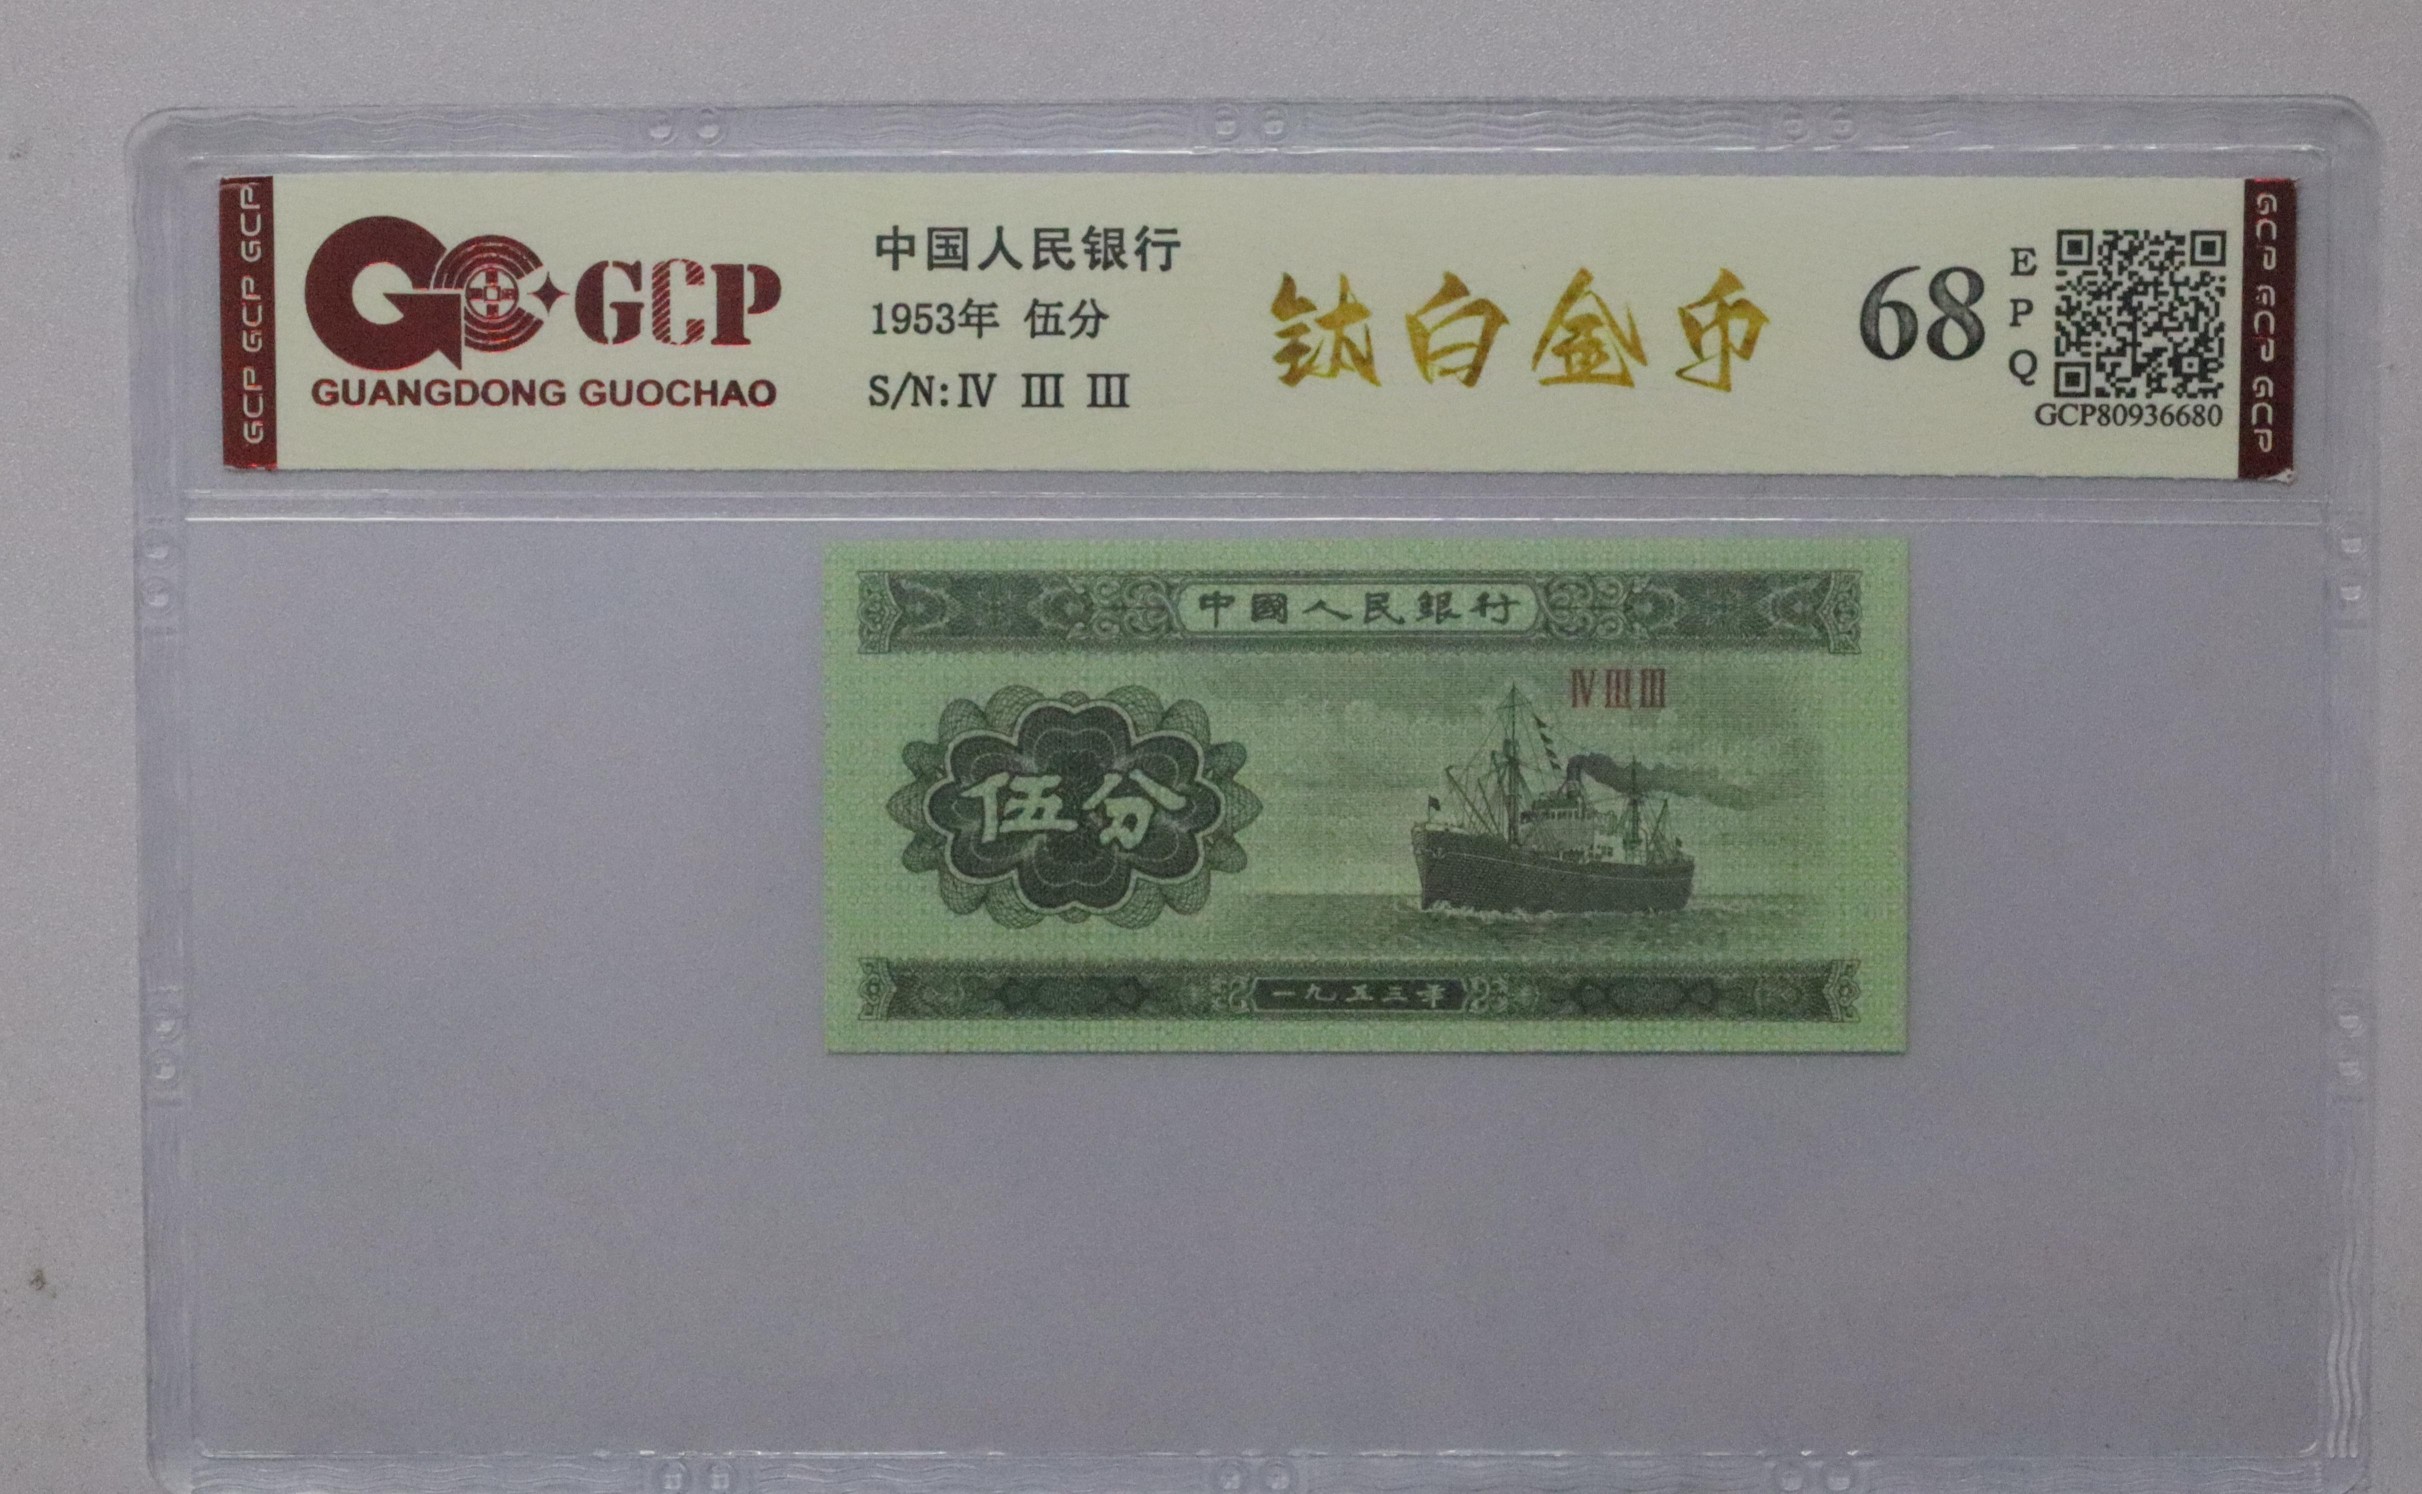 GCP GCP GCP
GCP
GUANGDONG GUOCHAO
中国人民银行
1953年 伍分
S/N:Ⅳ Ⅲ Ⅲ
钛白金币
68
E
P
Q
GCP80936680
GCP GCP GCP
中國人民銀行
Ⅳ Ⅲ Ⅲ
伍分
一九五三年